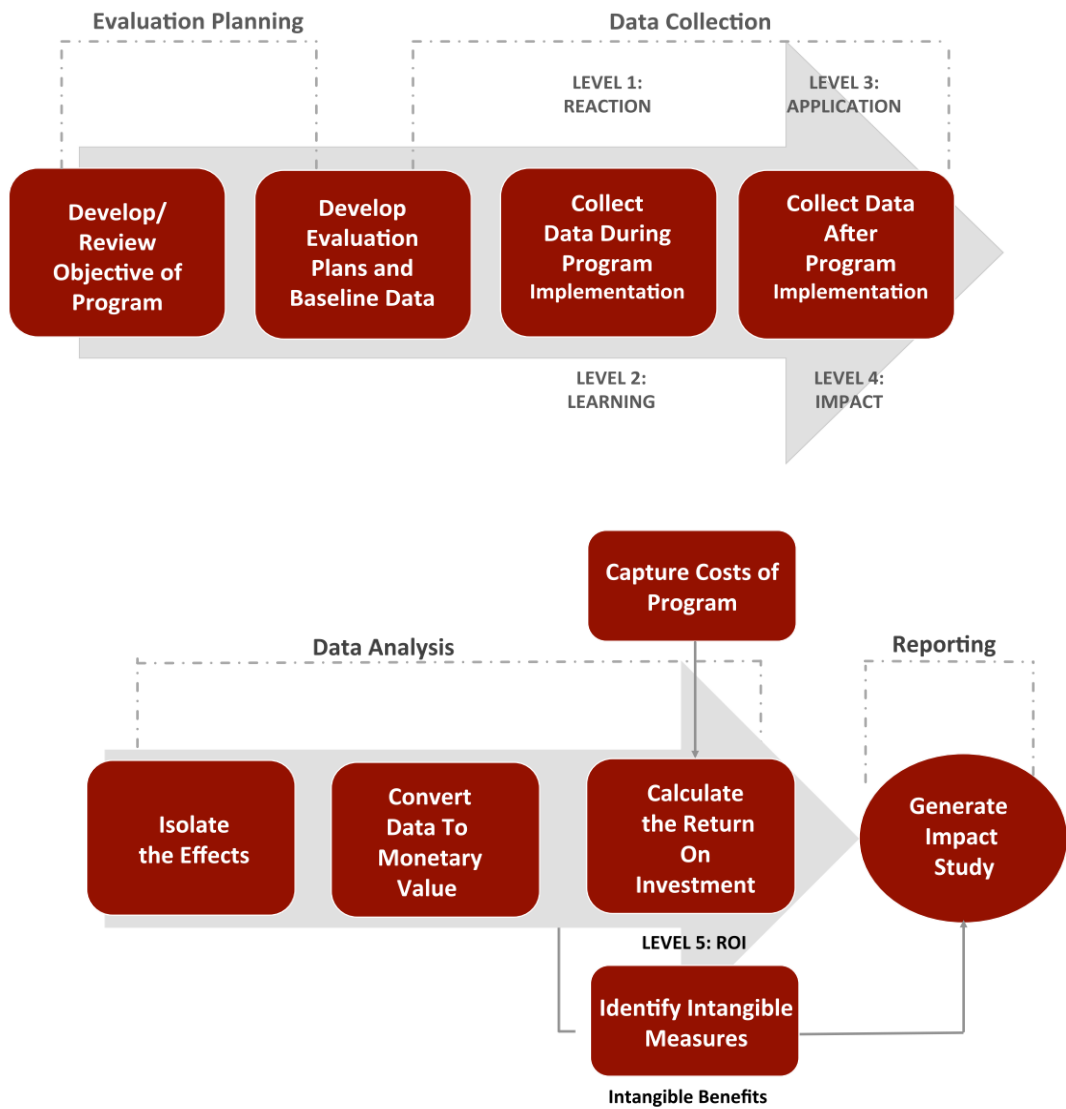 Evaluation Planning
Data Collection
LEVEL 1:
REACTION
LEVEL 3:
APPLICATION
Develop/
Review
Objective of
Program
Develop
Evaluation
Plans and
Baseline Data
Collect
Data During
Program
Implementation
Collect Data
After
Program
Implementation
LEVEL 2:
LEARNING
LEVEL 4:
IMPACT
Capture Costs of
Program
Data Analysis
Reporting
Isolate
the Effects
Convert
Data To
Monetary
Value
Calculate
the Return
On
Investment
Generate
Impact
Study
LEVEL 5: ROI
Identify Intangible
Measures
Intangible Benefits